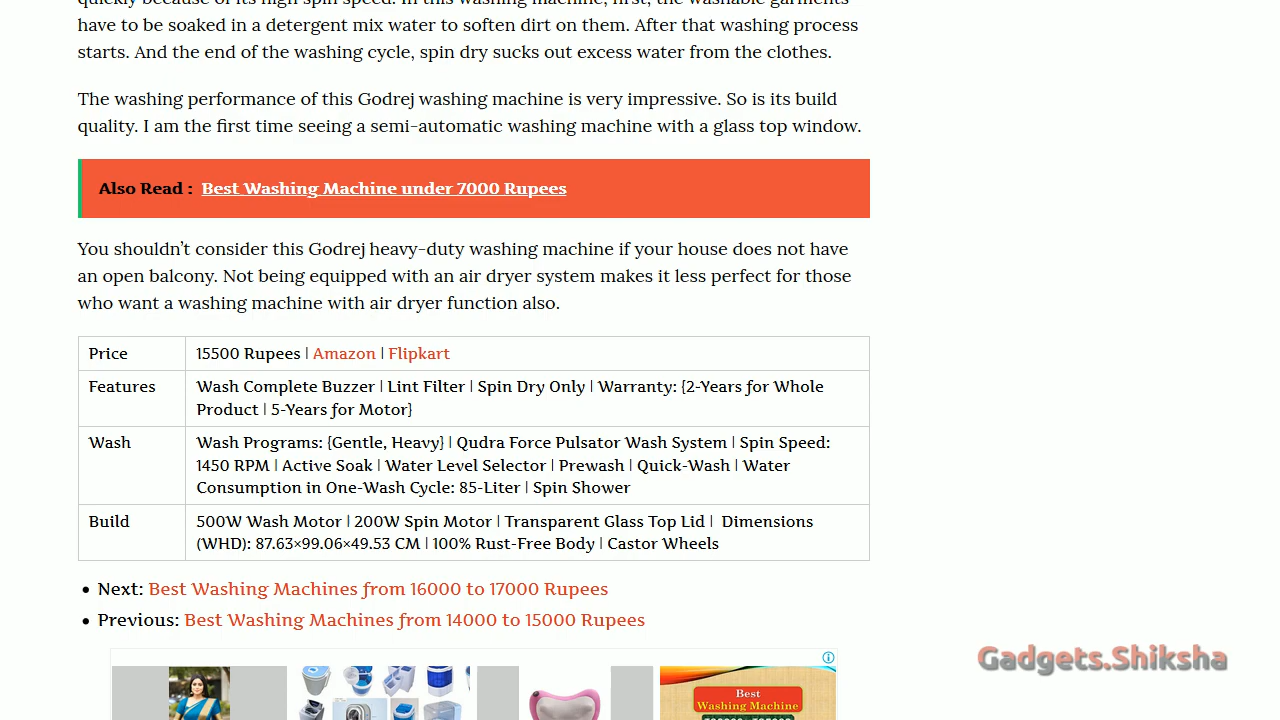 quickly because of its high spin speed. In this washing machine, first, the washable garments
have to be soaked in a detergent mix water to soften dirt on them. After that washing process
starts. And the end of the washing cycle, spin dry sucks out excess water from the clothes.
The washing performance of this Godrej washing machine is very impressive. So is its build
quality. I am the first time seeing a semi-automatic washing machine with a glass top window.
Also Read : Best Washing Machine under 7000 Rupees
You shouldn't consider this Godrej heavy-duty washing machine if your house does not have
an open balcony. Not being equipped with an air dryer system makes it less perfect for those
who want a washing machine with air dryer function also.
Price 15500 Rupees | Amazon | Flipkart
Features Wash Complete Buzzer | Lint Filter | Spin Dry Only | Warranty: {2-Years for Whole
Product | 5-Years for Motor}
Wash Wash Programs: {Gentle, Heavy} | Qudra Force Pulsator Wash System | Spin Speed:
1450 RPM | Active Soak | Water Level Selector | Prewash | Quick-Wash | Water
Consumption in One-Wash Cycle: 85-Liter | Spin Shower
Build 500W Wash Motor | 200W Spin Motor | Transparent Glass Top Lid | Dimensions
(WHD): 87.63×99.06×49.53 CM | 100% Rust-Free Body | Castor Wheels
• Next: Best Washing Machines from 16000 to 17000 Rupees
• Previous: Best Washing Machines from 14000 to 15000 Rupees
Gadgets.Shiksha
Best
Washing Machine